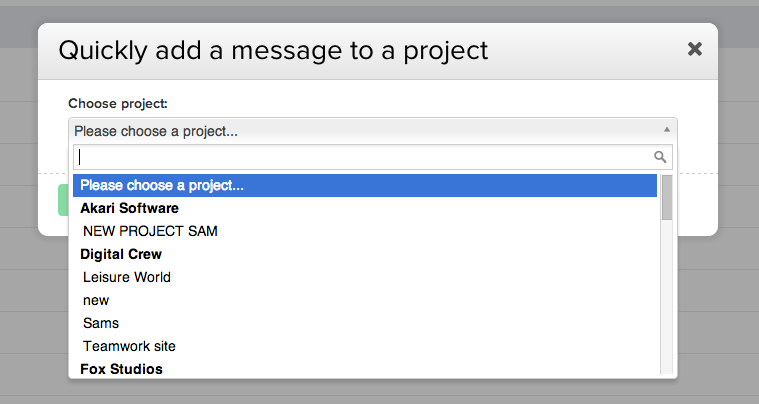 Quickly add a message to a project
Choose project:
Please choose a project...
Please choose a project...
Akari Software
NEW PROJECT SAM
Digital Crew
Leisure World
new
Sams
Teamwork site
Fox Studios